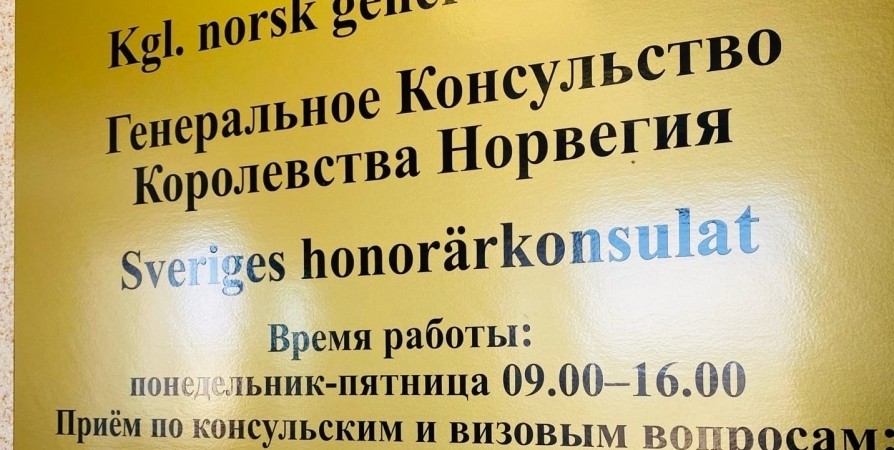 Kgl. norsk
Генеральное Консульство
Королевства Норвегия
Sveriges honorärkonsulat
Время работы:
понедельник-пятница 09.00–16.00
Приём по консульским и визовым вопросам: